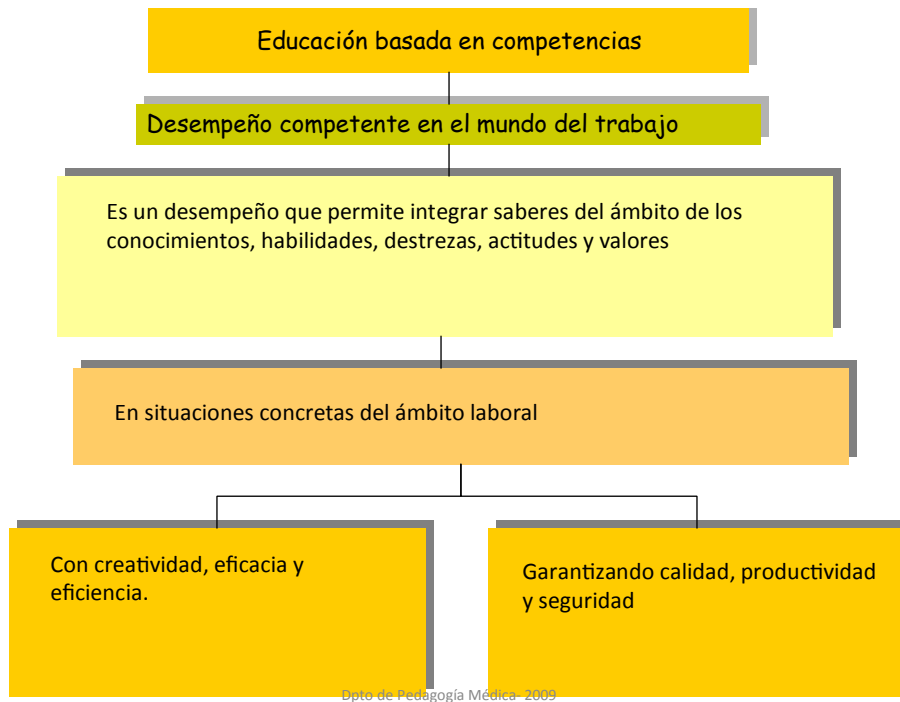 Educación basada en competencias
Desempeño competente en el mundo del trabajo
Es un desempeño que permite integrar saberes del ámbito de los
conocimientos, habilidades, destrezas, actitudes y valores
En situaciones concretas del ámbito laboral
Con creatividad, eficacia y
eficiencia.
Garantizando calidad, productividad
y seguridad
Dpto de Pedagogía Médica- 2009